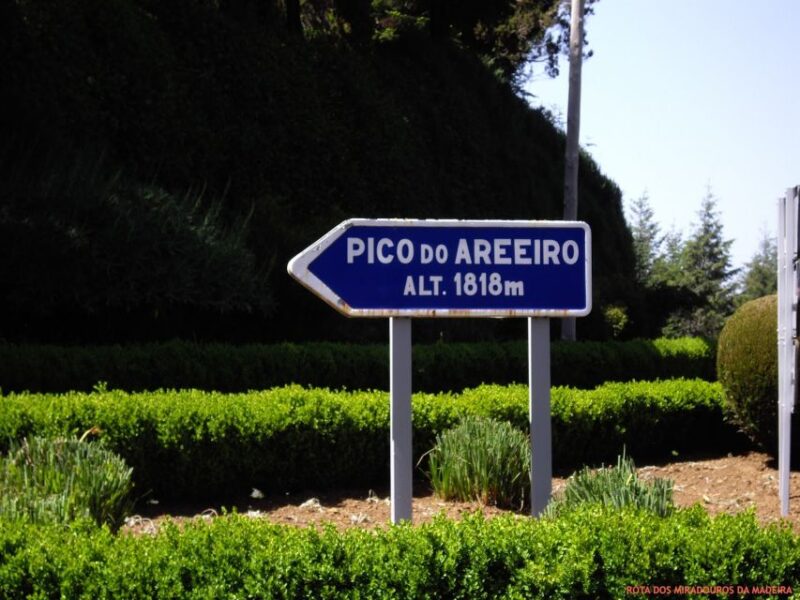 PICO DO AREEIRO
ALT. 1818m
ROTA DOS MIRADOUROS DA MADEIRA